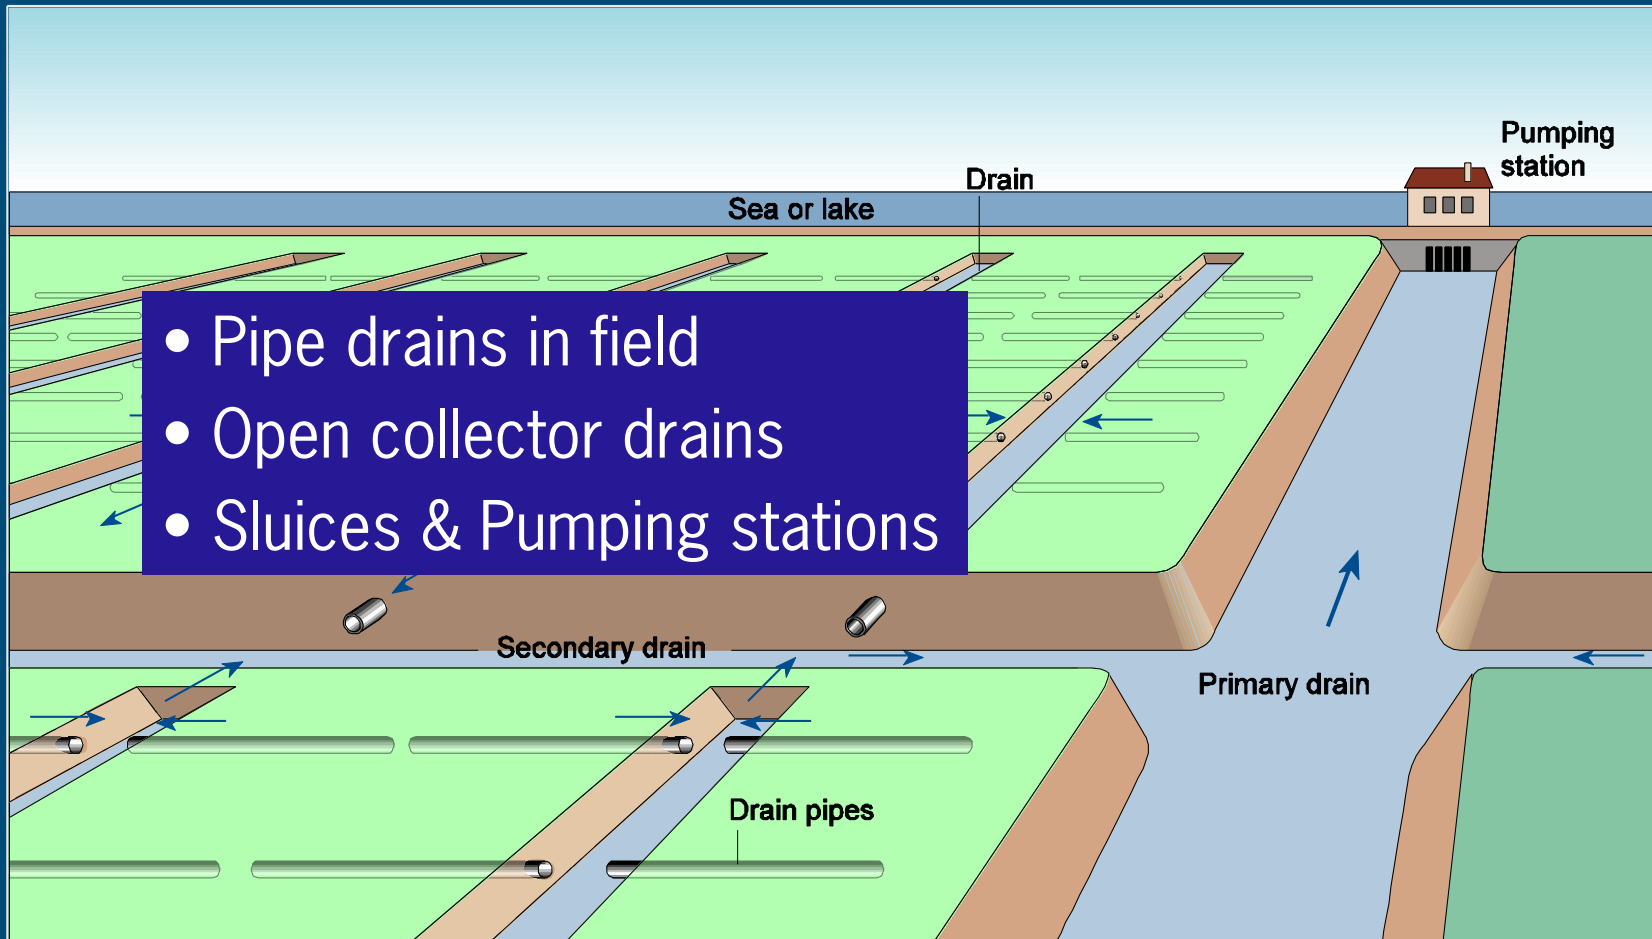 Pumping
station
Drain
Sea or lake
• Pipe drains in field
• Open collector drains
• Sluices & Pumping stations
Secondary drain
Primary drain
Drain pipes